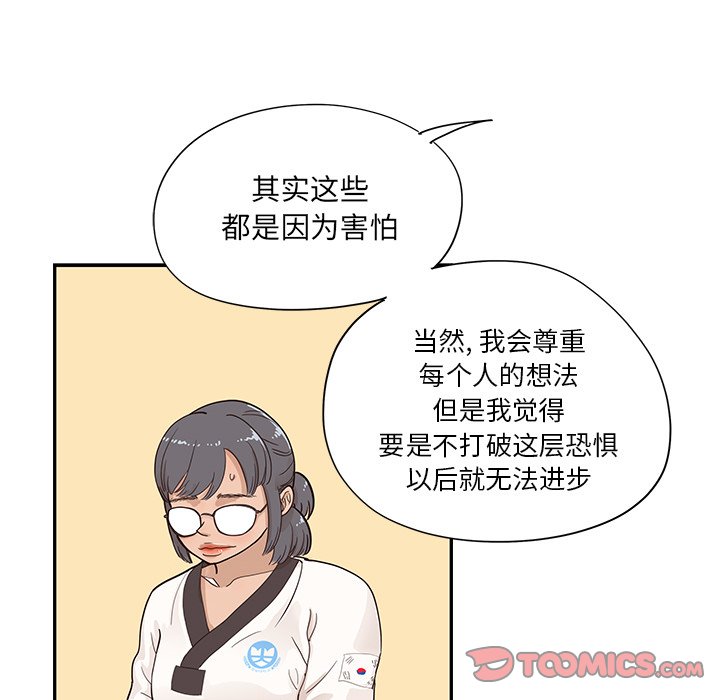 其实这些
都是因为害怕
当然, 我会尊重
每个人的想法
但是我觉得
要是不打破这层恐惧
以后就无法进步
TOOMICS.COM
TOOMICS.COM